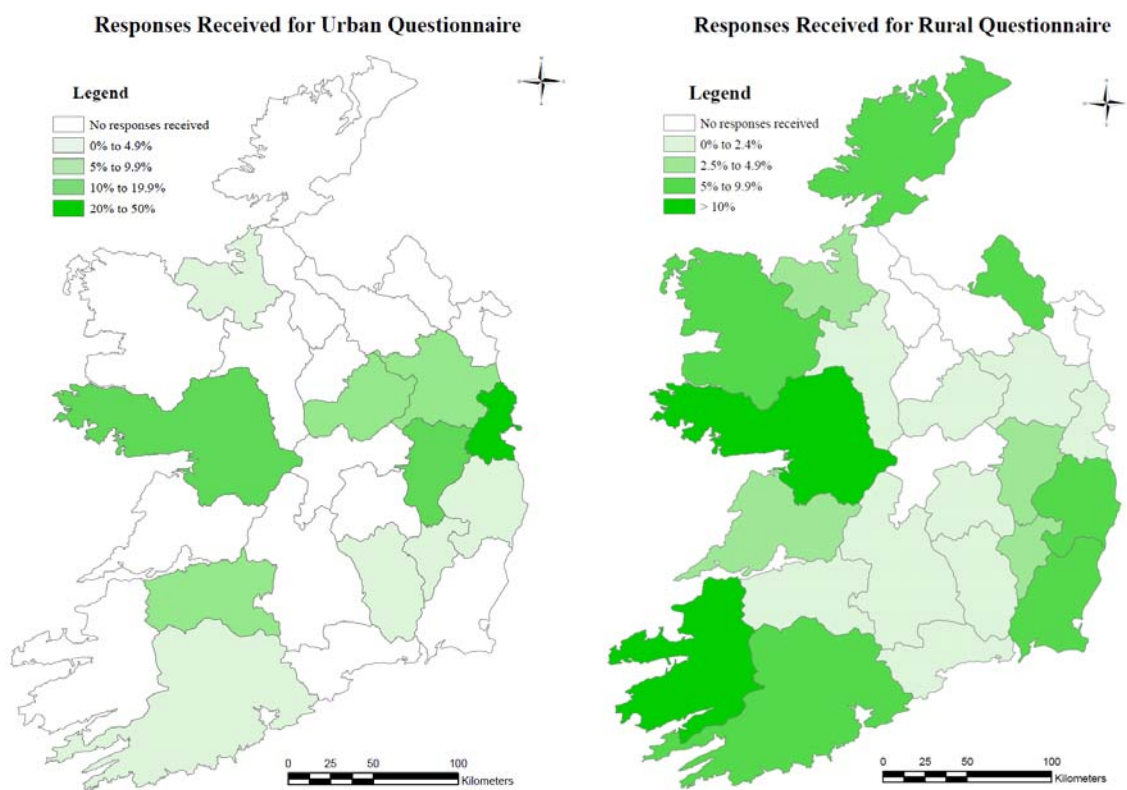 Responses Received for Urban Questionnaire
Legend
No responses received
0% to 4.9%
5% to 9.9%
10% to 19.9%
20% to 50%
0 25 50 100
Kilometers
Responses Received for Rural Questionnaire
Legend
No responses received
0% to 2.4%
2.5% to 4.9%
5% to 9.9%
> 10%
0 25 50 100
Kilometers